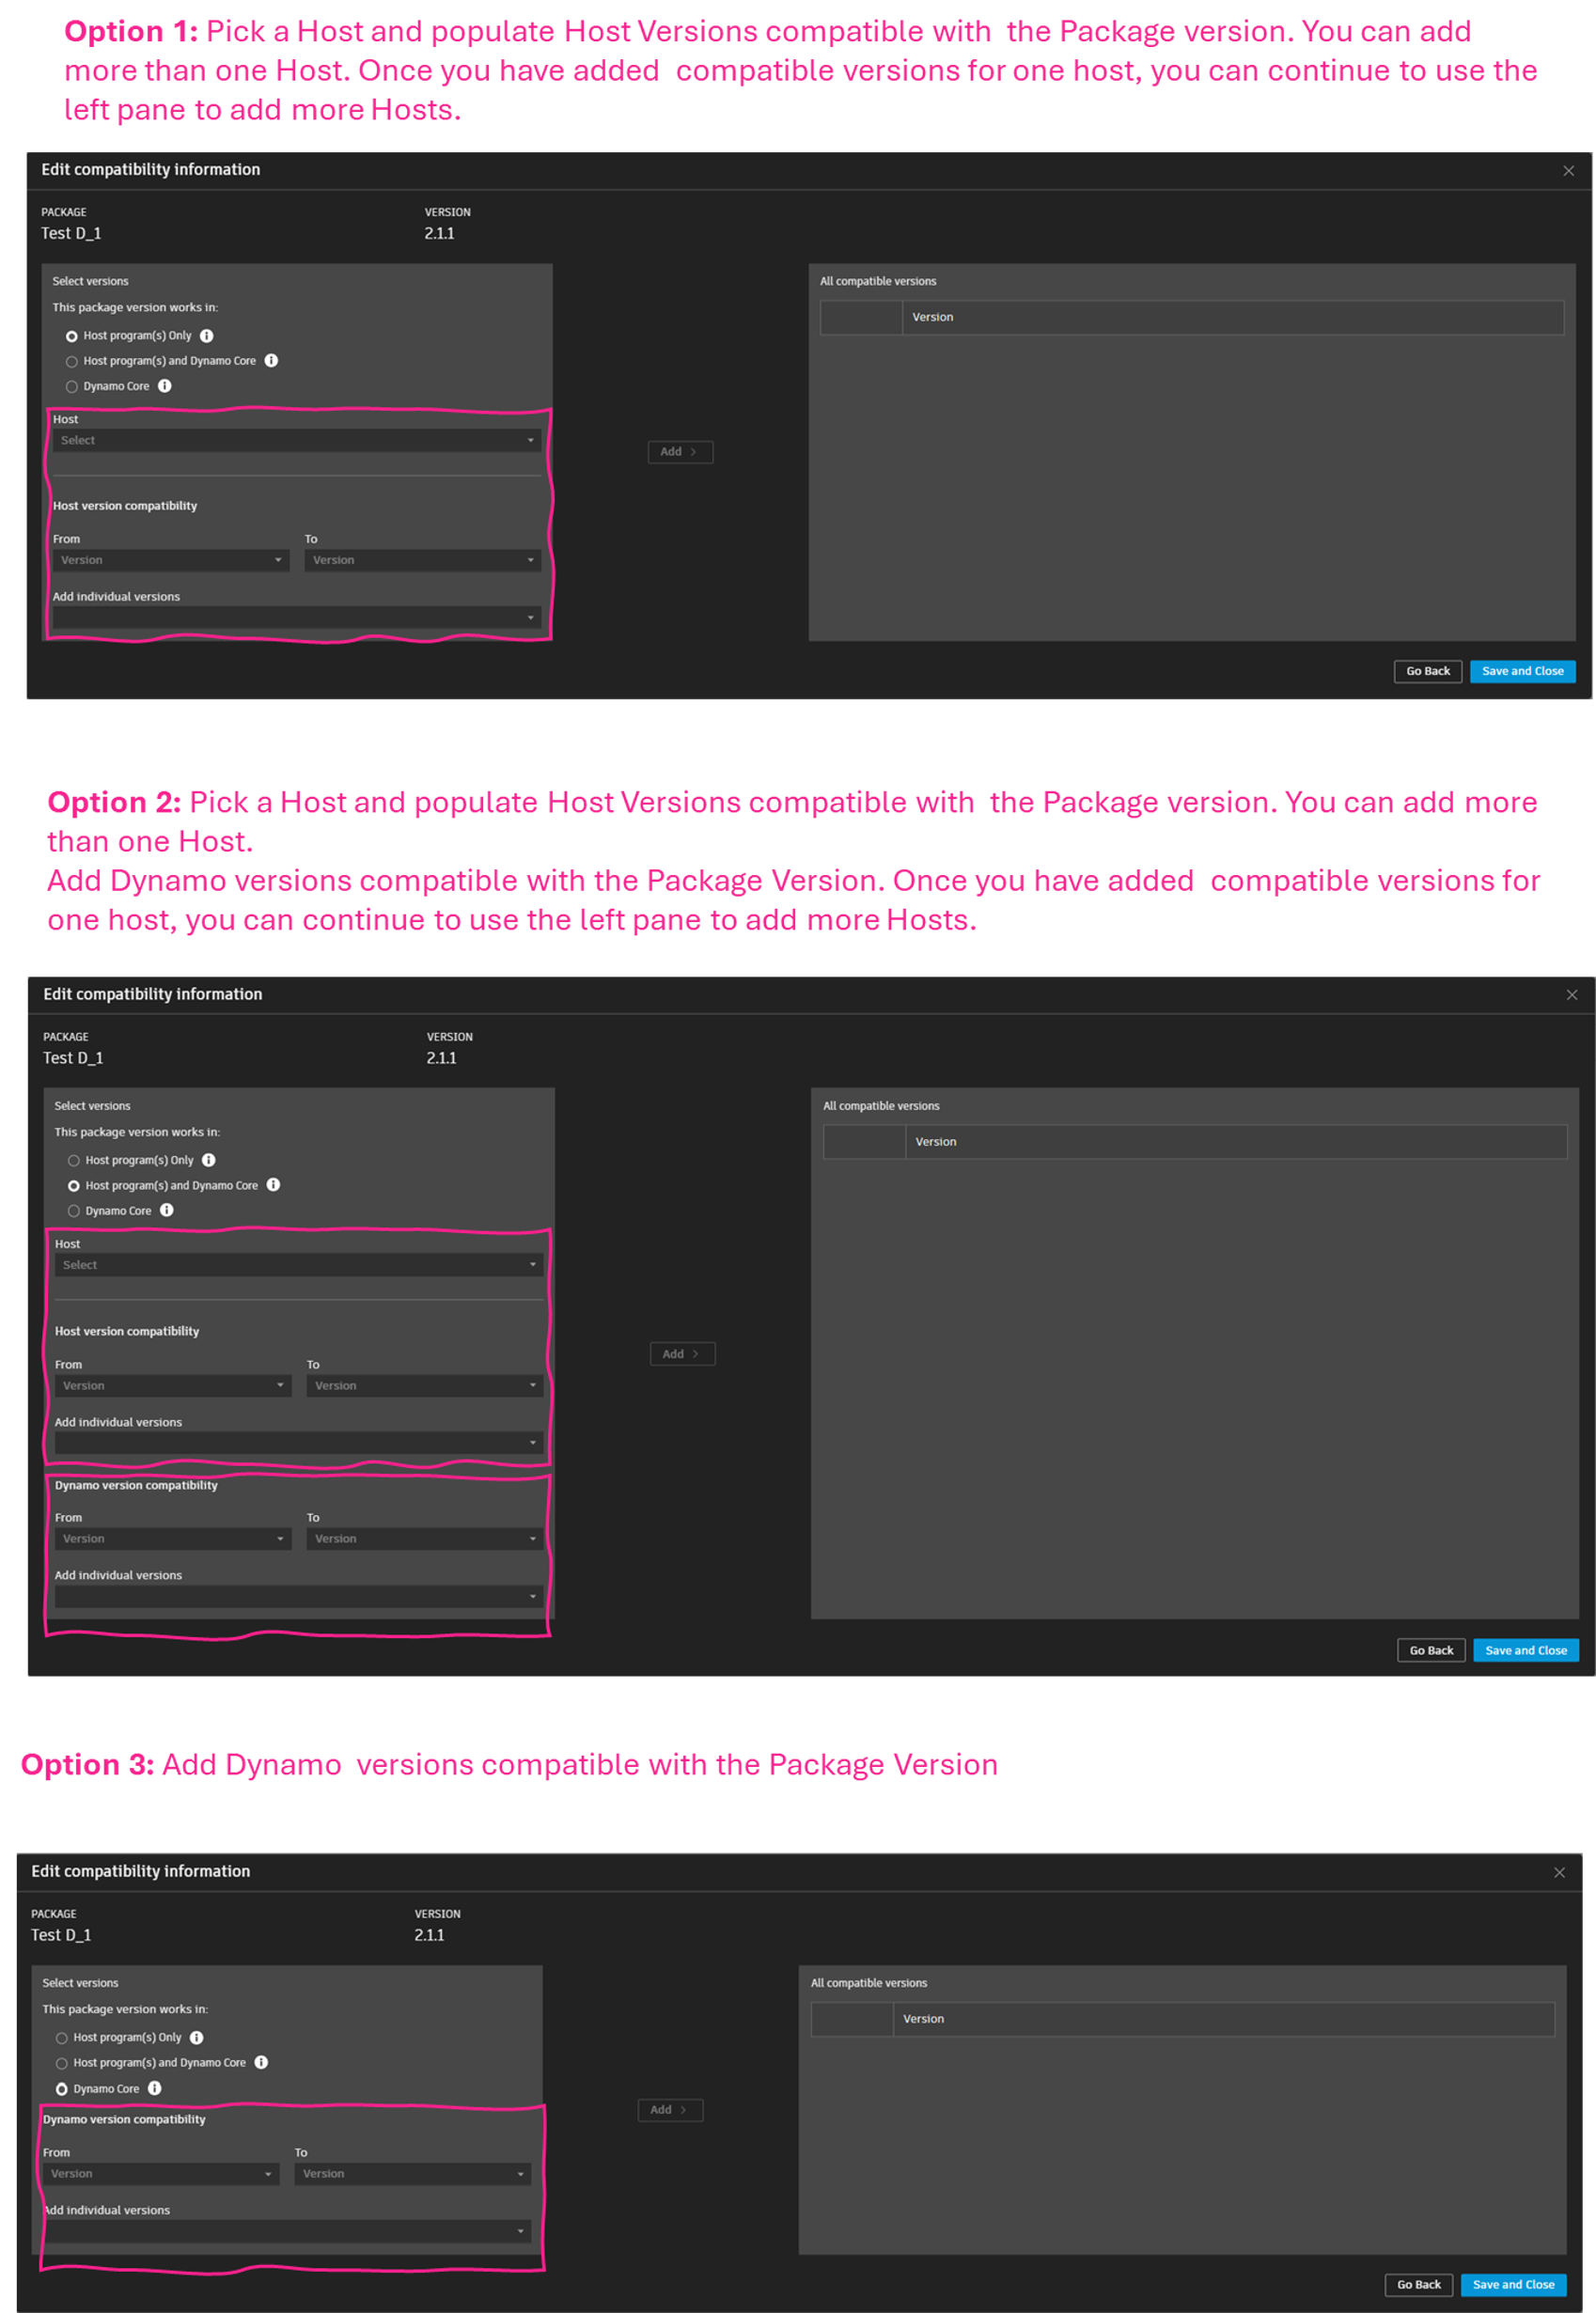 Option 1: Pick a Host and populate Host Versions compatible with the Package version. You can add
more than one Host. Once you have added compatible versions for one host, you can continue to use the
left pane to add more Hosts.
Edit compatibility information
PACKAGE VERSION
Test D_1 2.1.1
Select versions All compatible versions
This package version works in: Version
Host program(s) Only
Host program(s) and Dynamo Core
Dynamo Core
Host
Select
Add >
Host version compatibility
From To
Version Version
Add individual versions
Go Back Save and Close
Option 2: Pick a Host and populate Host Versions compatible with the Package version. You can add more
than one Host.
Add Dynamo versions compatible with the Package Version. Once you have added compatible versions for
one host, you can continue to use the left pane to add more Hosts.
Edit compatibility information
PACKAGE VERSION
Test D_1 2.1.1
Select versions All compatible versions
This package version works in: Version
Host program(s) Only
Host program(s) and Dynamo Core
Dynamo Core
Host
Select
Host version compatibility
Add >
From To
Version Version
Add individual versions
Dynamo version compatibility
From To
Version Version
Add individual versions
Go Back Save and Close
Option 3: Add Dynamo versions compatible with the Package Version
Edit compatibility information
PACKAGE VERSION
Test D_1 2.1.1
Select versions All compatible versions
This package version works in: Version
Host program(s) Only
Host program(s) and Dynamo Core
Dynamo Core
Add >
Dynamo version compatibility
From To
Version Version
Add individual versions
Go Back Save and Close